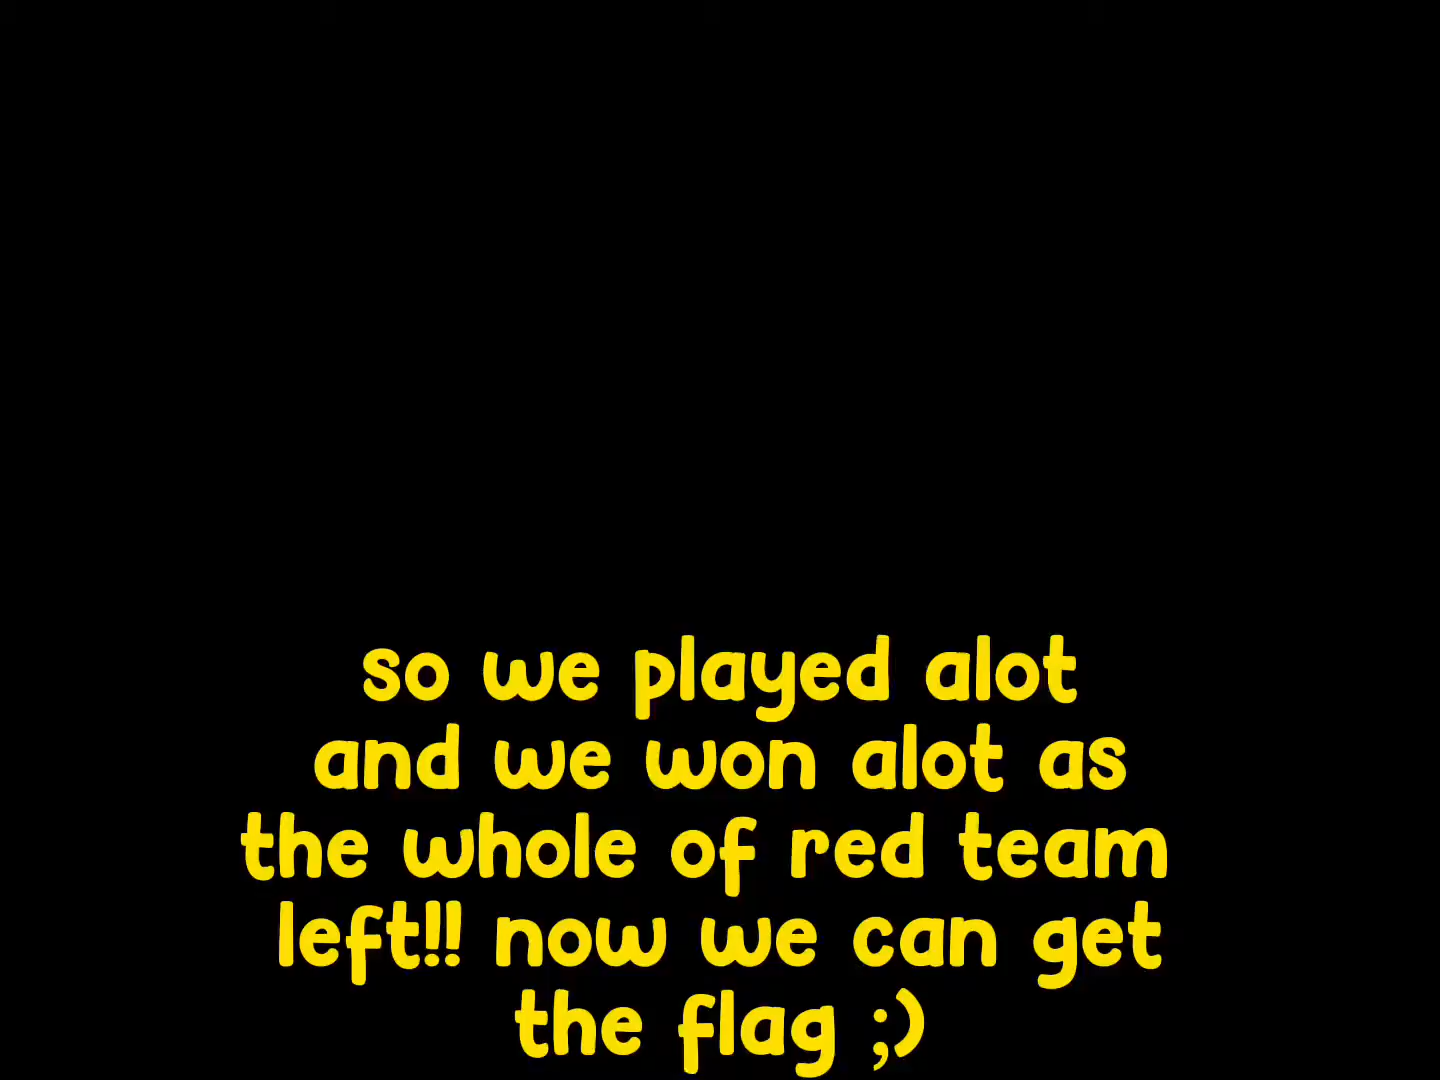 so we played alot
and we won alot as
the whole of red team
left!! now we can get
the flag ;)